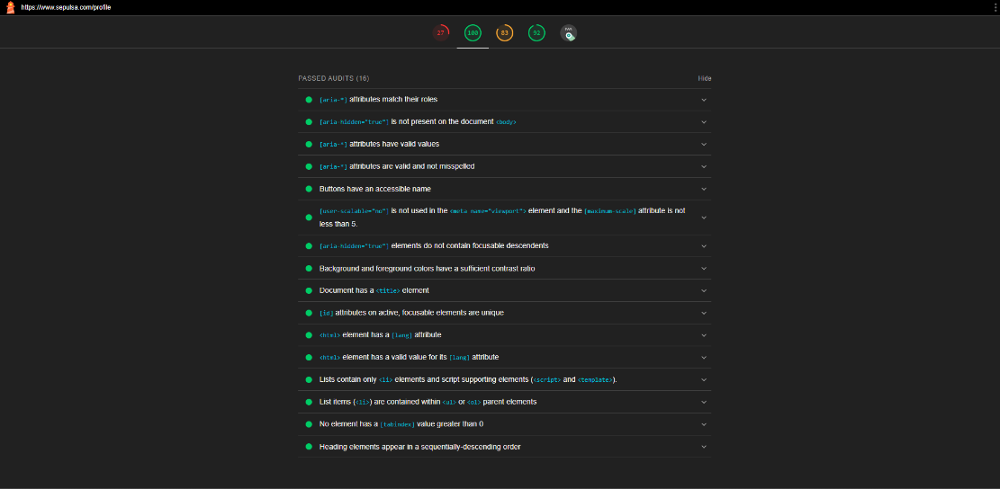 https://www.sepulsa.com/profile
27
100
83
92
PWA
PASSED AUDITS (16)
Hide
[aria-*] attributes match their roles
[aria-hidden="true"] is not present on the document <body>
[aria-*] attributes have valid values
[aria-*] attributes are valid and not misspelled
Buttons have an accessible name
[user-scalable="no"] is not used in the <meta name="viewport"> element and the [maximum-scale] attribute is not
less than 5.
[aria-hidden="true"] elements do not contain focusable descendents
Background and foreground colors have a sufficient contrast ratio
Document has a <title> element
[id] attributes on active, focusable elements are unique
<html> element has a [lang] attribute
<html> element has a valid value for its [lang] attribute
Lists contain only <li> elements and script supporting elements (<script> and <template>).
List items (<li>) are contained within <ul> or <ol> parent elements
No element has a [tabindex] value greater than 0
Heading elements appear in a sequentially-descending order